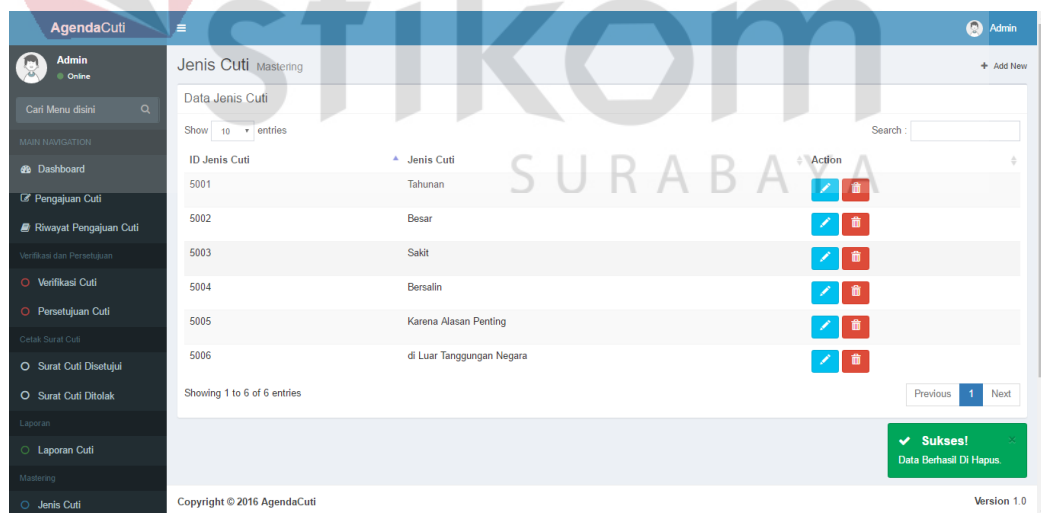 stikom
SURABAYA
AgendaCuti
Admin
Admin
Online
Jenis Cuti Mastering
+ Add New
Cari Menu disini
Data Jenis Cuti
Show 10 entries
Search :
MAIN NAVIGATION
Dashboard
Pengajuan Cuti
Riwayat Pengajuan Cuti
Verifikasi dan Persetujuan
Verifikasi Cuti
Persetujuan Cuti
Cetak Surat Cuti
Surat Cuti Disetujui
Surat Cuti Ditolak
Laporan
Laporan Cuti
Mastering
Jenis Cuti
ID Jenis Cuti Jenis Cuti Action
5001 Tahunan
5002 Besar
5003 Sakit
5004 Bersalin
5005 Karena Alasan Penting
5006 di Luar Tanggungan Negara
Showing 1 to 6 of 6 entries
Previous 1 Next
Sukses! ×
Data Berhasil Di Hapus.
Copyright © 2016 AgendaCuti
Version 1.0